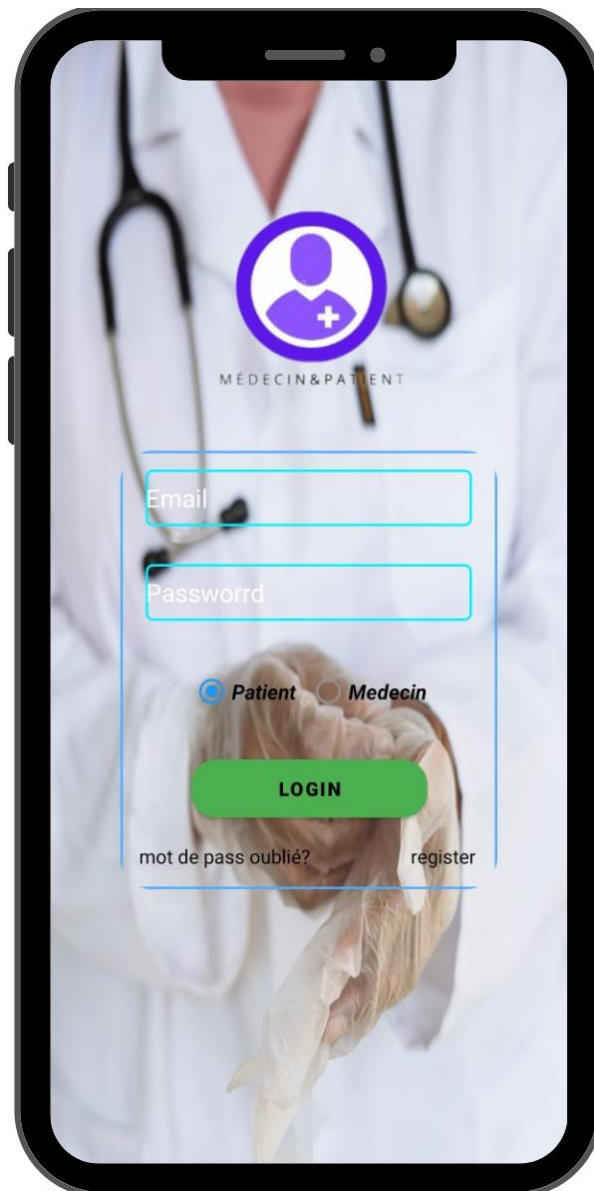 MÉDECIN&PATIENT
Email
Passworrd
Patient Medecin
LOGIN
mot de pass oublié? register